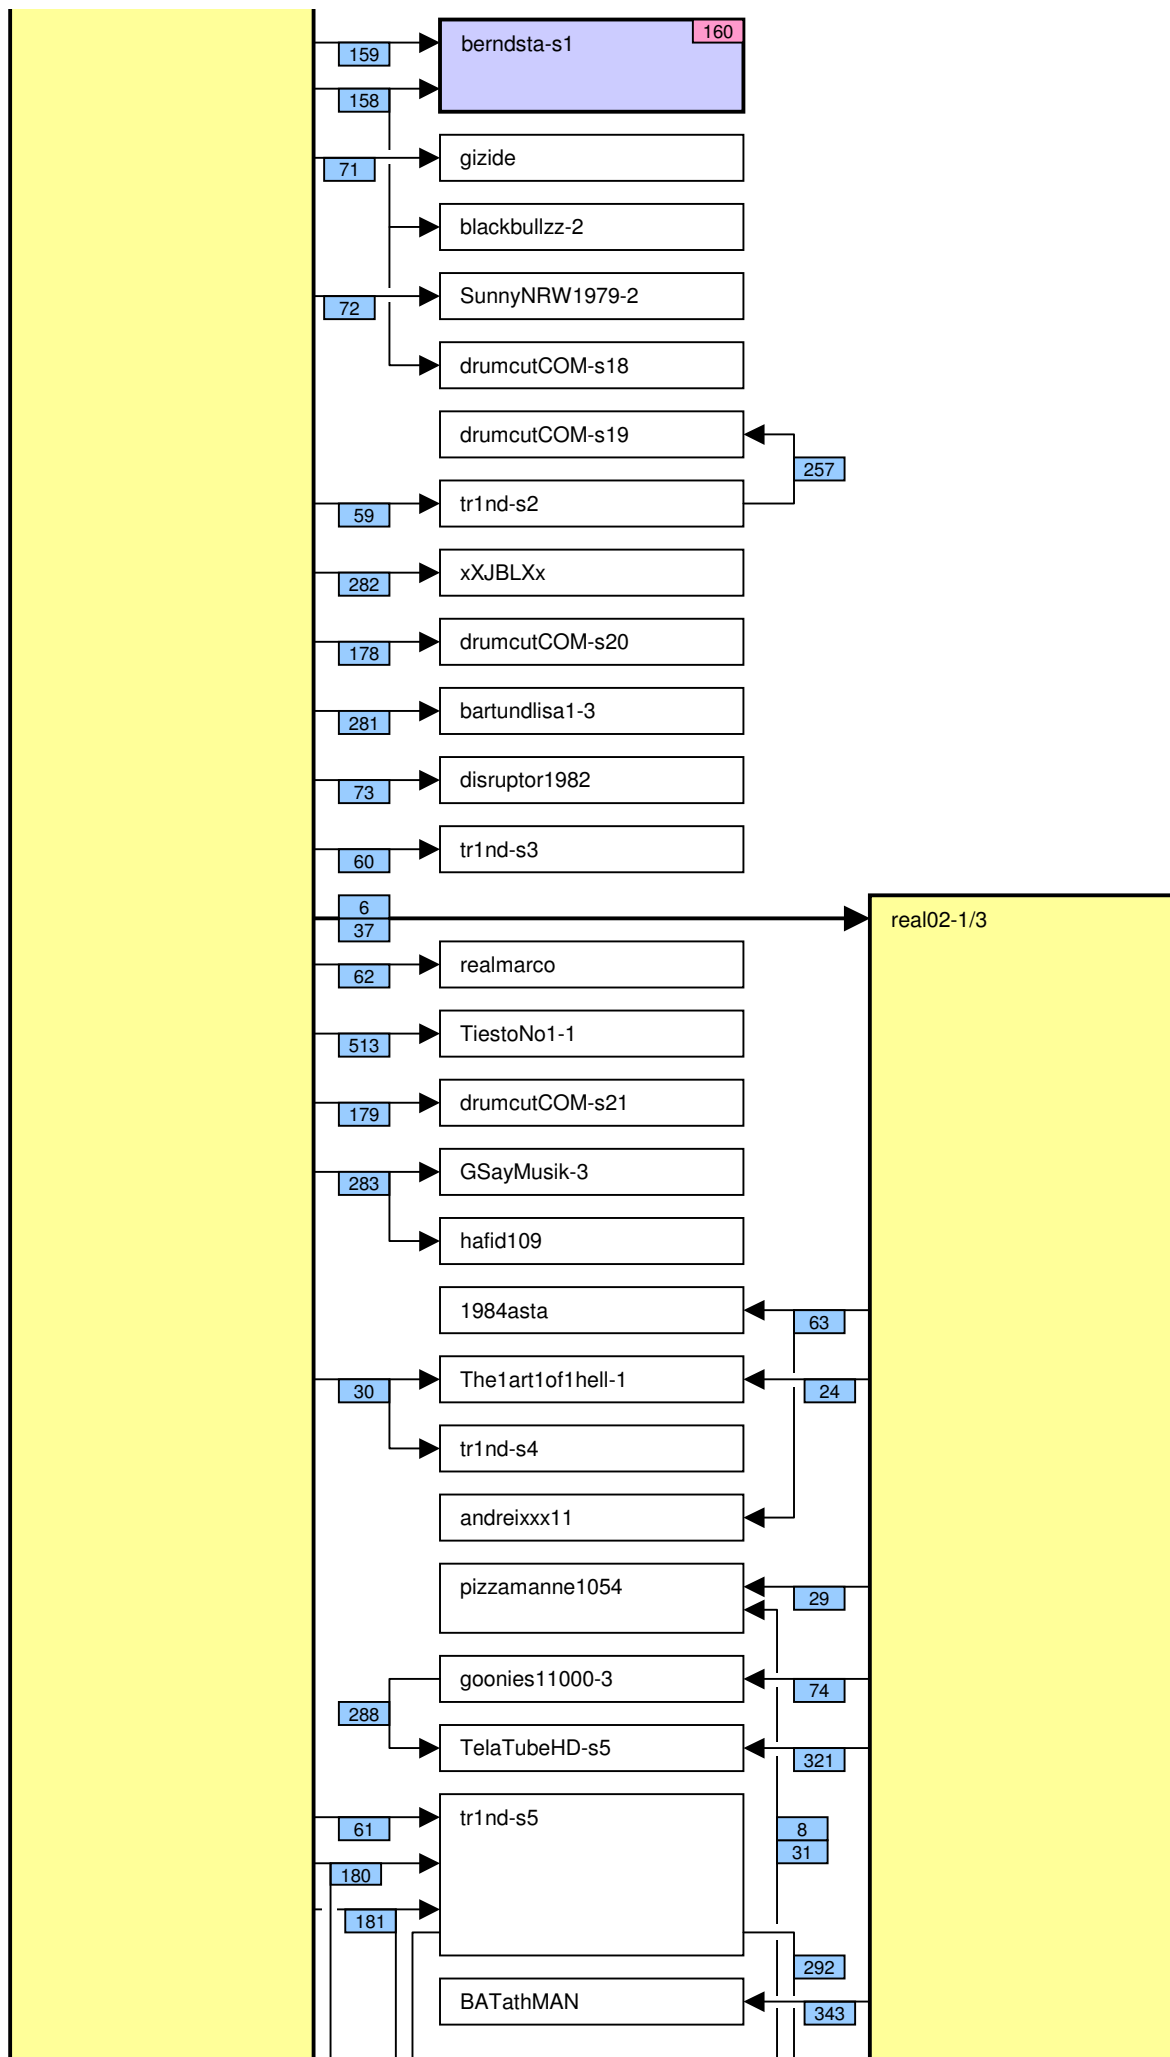 160
berndsta-s1
159
158
gizide
71
blackbullzz-2
SunnyNRW1979-2
72
drumcutCOM-s18
drumcutCOM-s19
257
tr1nd-s2
59
xXJBLXx
282
drumcutCOM-s20
178
bartundlisa1-3
281
disruptor1982
73
tr1nd-s3
60
6
37
real02-1/3
realmarco
62
TiestoNo1-1
513
drumcutCOM-s21
179
GSayMusik-3
283
hafid109
1984asta
63
The1art1of1hell-1
30
24
tr1nd-s4
andreixxx11
pizzamanne1054
29
goonies11000-3
74
288
TelaTubeHD-s5
321
tr1nd-s5
61
8
31
180
181
292
BATathMAN
343